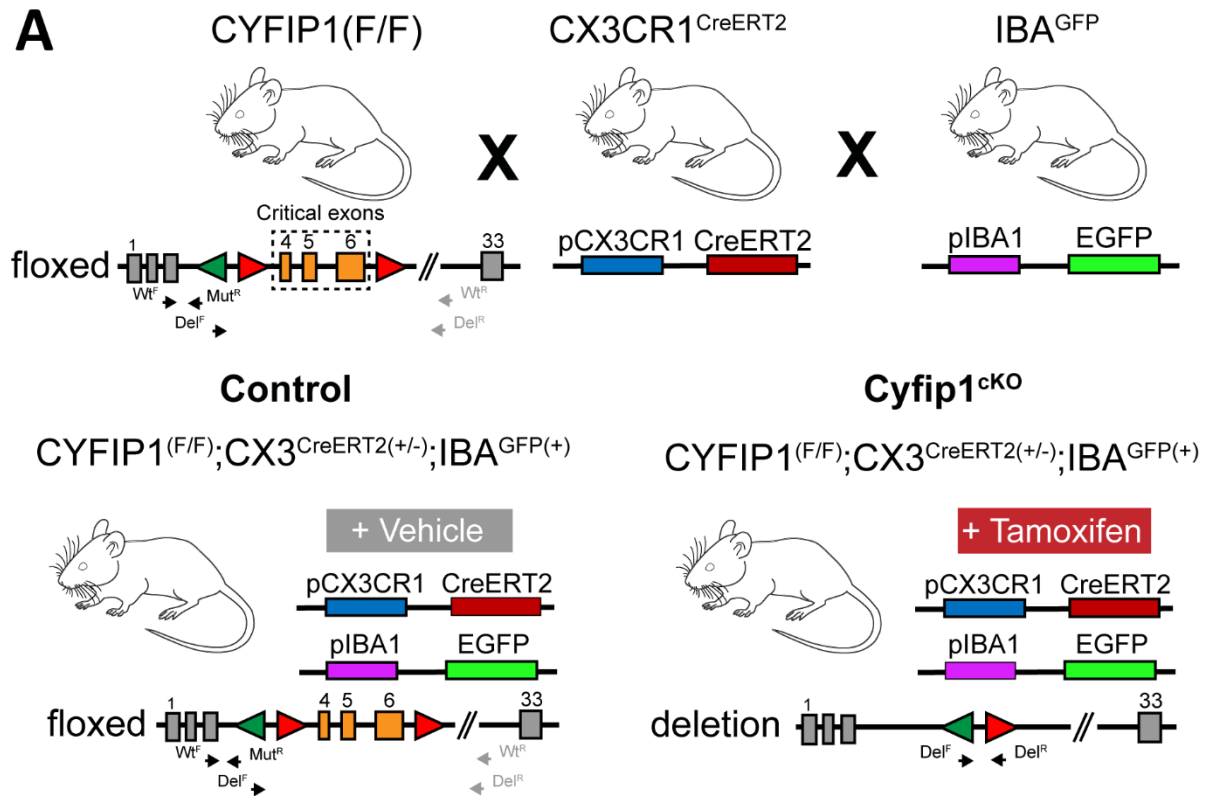 A
CYFIP1(F/F) CX3CR1CreERT2 IBAGFP
X X
Critical exons
floxed 1 4 5 6 33
WtF MutR WtR
DelF DelR
pCX3CR1 CreERT2
pIBA1 EGFP
Control
CYFIP1(F/F);CX3CreERT2(+/-);IBAGFP(+)
+ Vehicle
pCX3CR1 CreERT2
pIBA1 EGFP
floxed 1 4 5 6 33
WtF MutR WtR
DelF DelR
Cyfip1cKO
CYFIP1(F/F);CX3CreERT2(+/-);IBAGFP(+)
+ Tamoxifen
pCX3CR1 CreERT2
pIBA1 EGFP
deletion 1 33
DelF DelR